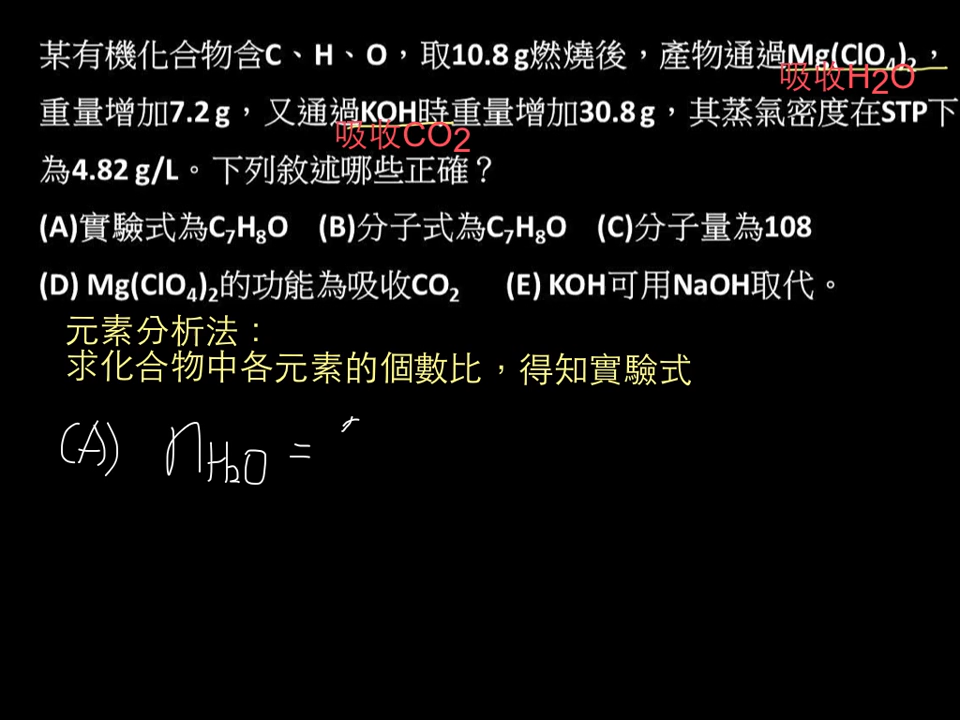 某有機化合物含C、H、O，取10.8 g燃燒後，產物通過Mg(ClO4)2，
吸收H2O
重量增加7.2 g，又通過KOH時重量增加30.8 g，其蒸氣密度在STP下
吸收CO2
為4.82 g/L。下列敘述哪些正確？
(A)實驗式為C7H8O (B)分子式為C7H8O (C)分子量為108
(D) Mg(ClO4)2的功能為吸收CO2 (E) KOH可用NaOH取代。
元素分析法：
求化合物中各元素的個數比，得知實驗式
(A) nH2O =